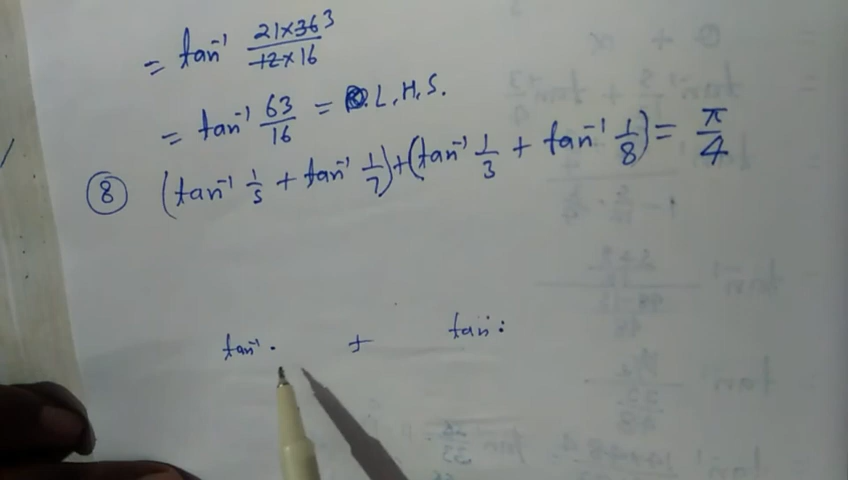 = tan⁻¹ 21×363 / 12×16
= tan⁻¹ 63/16 = L.H.S.
⑧ (tan⁻¹ 1/5 + tan⁻¹ 1/7)+(tan⁻¹ 1/3 + tan⁻¹ 1/8) = π/4
tan⁻¹ · + tan⁻ :